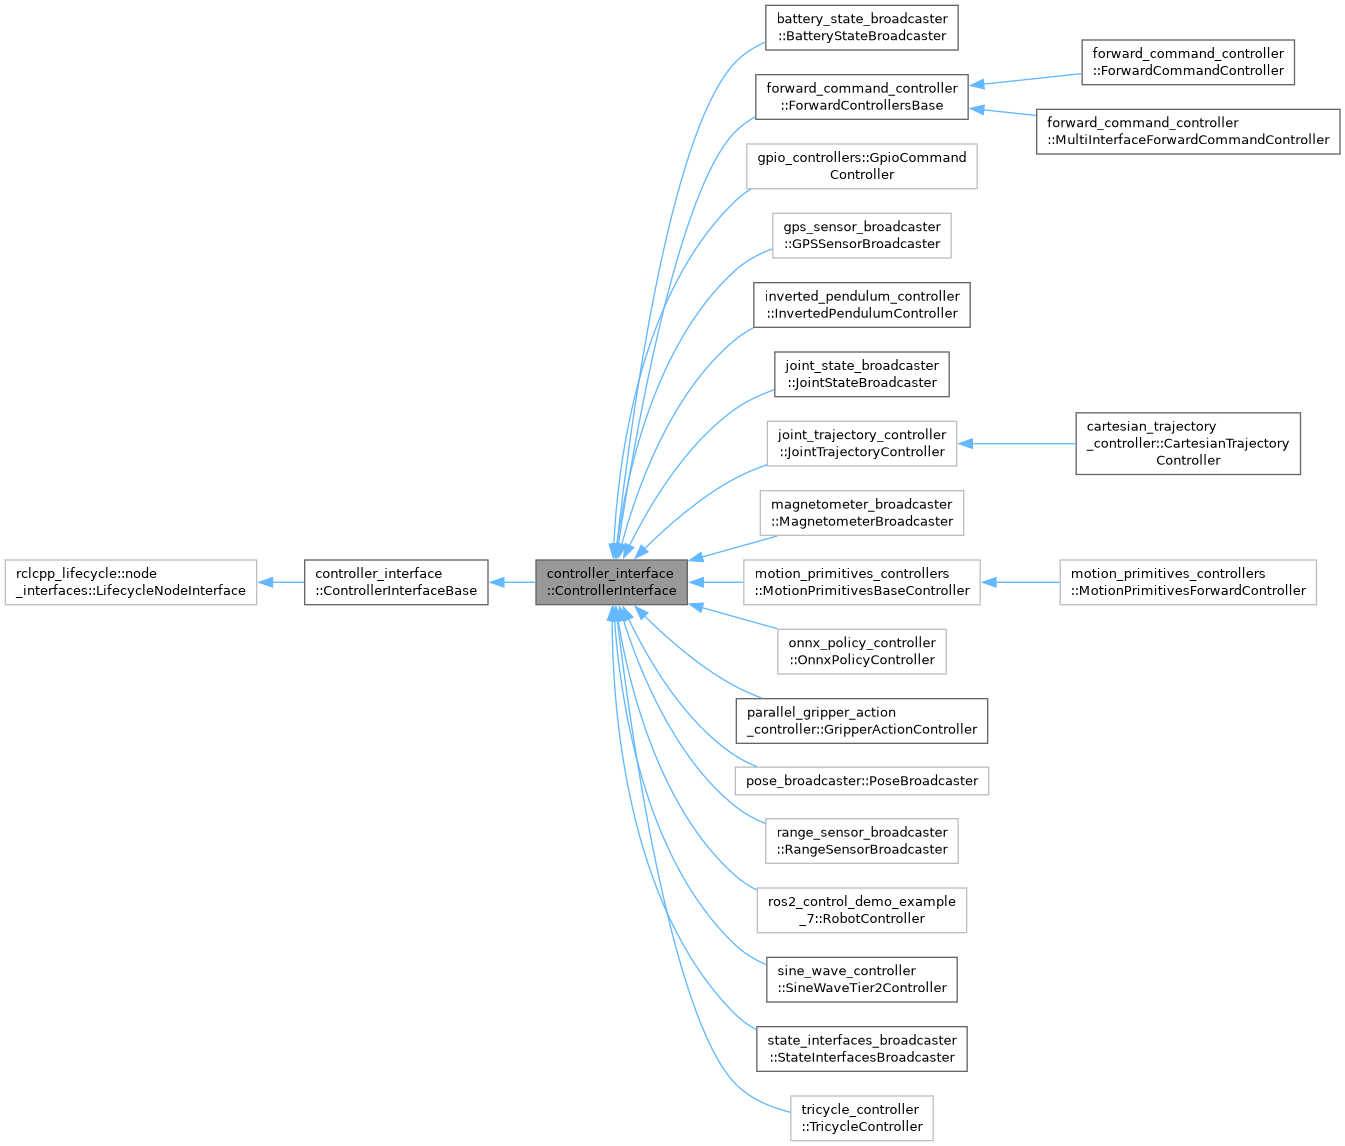 rclcpp_lifecycle::node
_interfaces::LifecycleNodeInterface
controller_interface
::ControllerInterfaceBase
controller_interface
::ControllerInterface
battery_state_broadcaster
::BatteryStateBroadcaster
forward_command_controller
::ForwardControllersBase
forward_command_controller
::ForwardCommandController
forward_command_controller
::MultiInterfaceForwardCommandController
gpio_controllers::GpioCommand
Controller
gps_sensor_broadcaster
::GPSSensorBroadcaster
inverted_pendulum_controller
::InvertedPendulumController
joint_state_broadcaster
::JointStateBroadcaster
joint_trajectory_controller
::JointTrajectoryController
cartesian_trajectory
_controller::CartesianTrajectory
Controller
magnetometer_broadcaster
::MagnetometerBroadcaster
motion_primitives_controllers
::MotionPrimitivesBaseController
motion_primitives_controllers
::MotionPrimitivesForwardController
onnx_policy_controller
::OnnxPolicyController
parallel_gripper_action
_controller::GripperActionController
pose_broadcaster::PoseBroadcaster
range_sensor_broadcaster
::RangeSensorBroadcaster
ros2_control_demo_example
_7::RobotController
sine_wave_controller
::SineWaveTier2Controller
state_interfaces_broadcaster
::StateInterfacesBroadcaster
tricycle_controller
::TricycleController